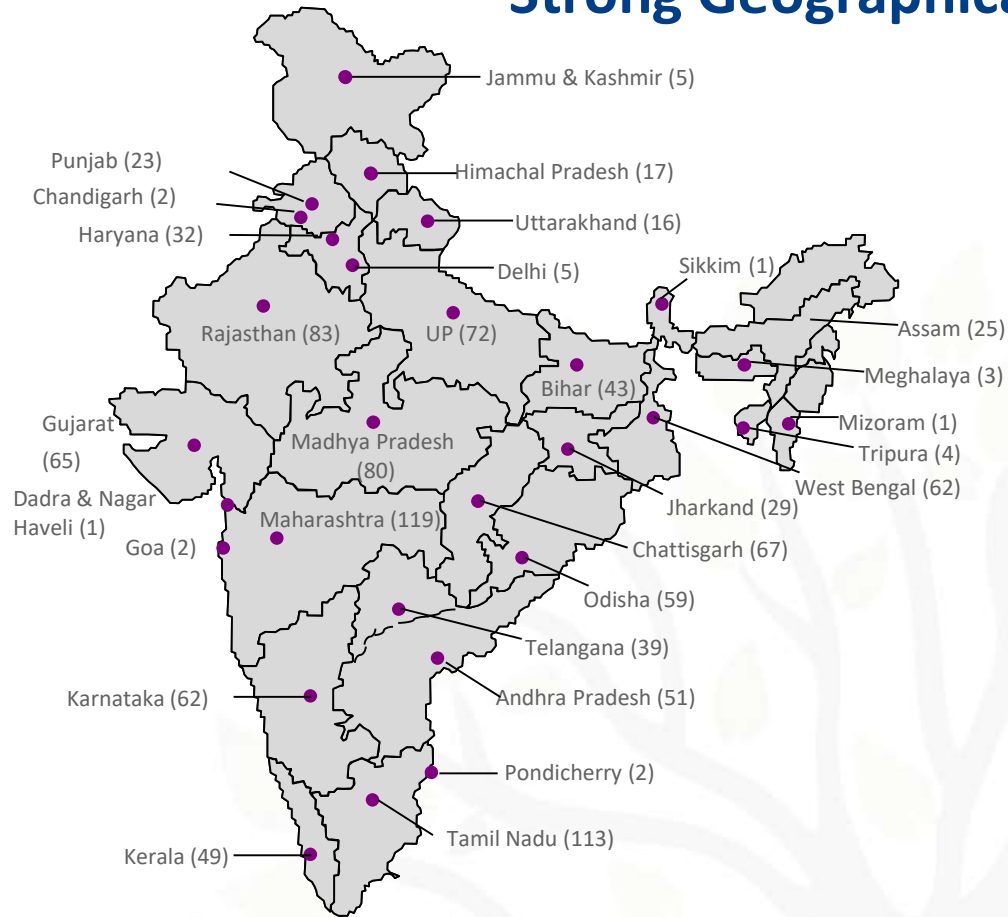 Strong Geographica
Jammu & Kashmir (5)
Punjab (23)
Himachal Pradesh (17)
Chandigarh (2)
Uttarakhand (16)
Haryana (32)
Delhi (5)
Sikkim (1)
Assam (25)
Rajasthan (83)
UP (72)
Meghalaya (3)
Bihar (43)
Gujarat
(65)
Mizoram (1)
Madhya Pradesh
(80)
Tripura (4)
West Bengal (62)
Jharkand (29)
Dadra & Nagar
Haveli (1)
Maharashtra (119)
Goa (2)
Chattisgarh (67)
Odisha (59)
Telangana (39)
Karnataka (62)
Andhra Pradesh (51)
Pondicherry (2)
Tamil Nadu (113)
Kerala (49)